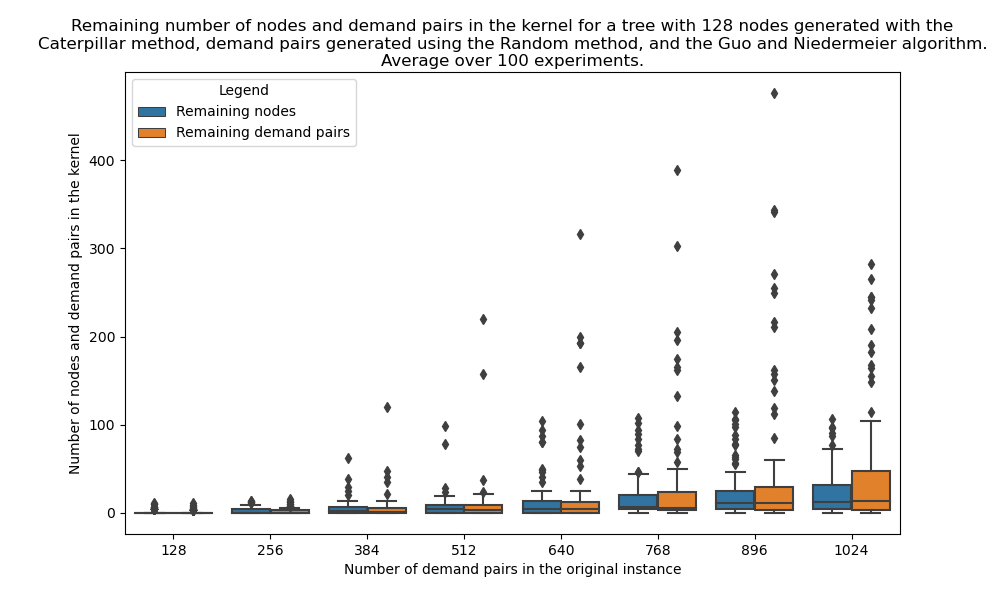 Remaining number of nodes and demand pairs in the kernel for a tree with 128 nodes generated with the
Caterpillar method, demand pairs generated using the Random method, and the Guo and Niedermeier algorithm.
Average over 100 experiments.
Legend
Remaining nodes
Remaining demand pairs
Number of nodes and demand pairs in the kernel
400
300
200
100
0
128 256 384 512 640 768 896 1024
Number of demand pairs in the original instance